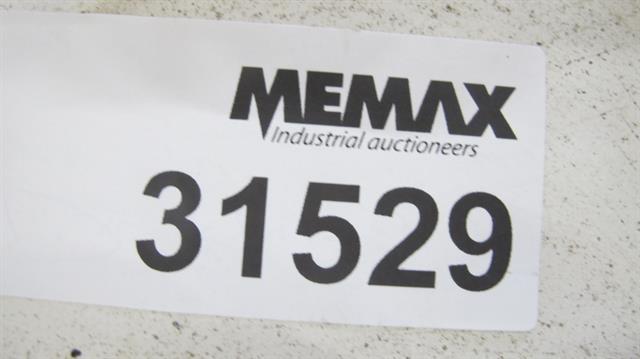 MEMAX
Industrial auctioneers
31529